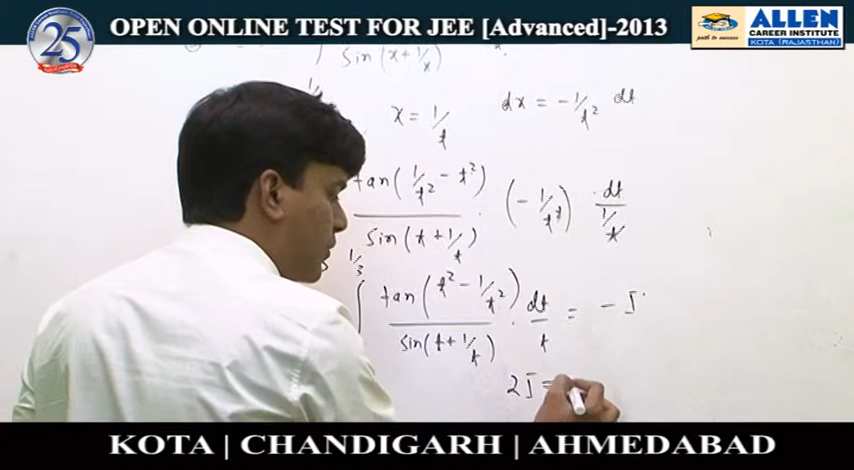 OPEN ONLINE TEST FOR JEE [Advanced]-2013
25
path to success
ALLEN
CAREER INSTITUTE
KOTA (RAJASTHAN)
sin (x + 1/x)
x = 1/t dx = -1/t² dt
tan(1/t² - t²) (-1/t²) · dt
sin(t + 1/t) 1/t
1/3
∫ tan(t² - 1/t²) · dt = - I
sin(t + 1/t) t
2I =
KOTA | CHANDIGARH | AHMEDABAD